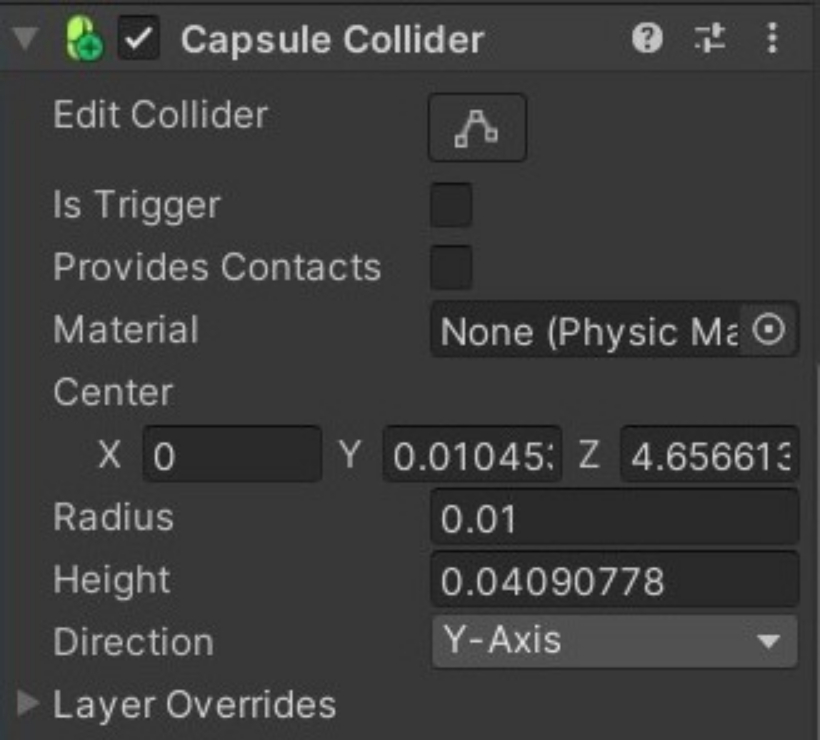 Capsule Collider
Edit Collider
Is Trigger
Provides Contacts
Material None (Physic Ma
Center
X 0 Y 0.01045 Z 4.656613
Radius 0.01
Height 0.04090778
Direction Y-Axis
Layer Overrides